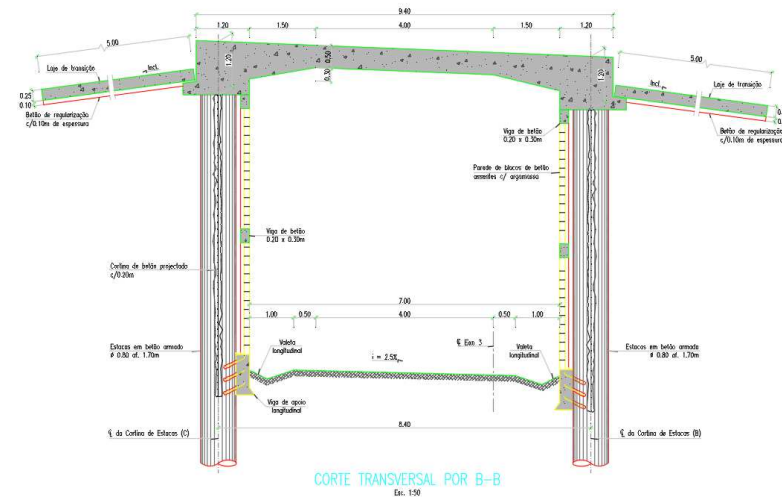 9.40
1.20 1.50 4.00 1.50 1.20
5.00
1.20
0.50
0.30
1.20
5.00
Laje de transição
Incl.
Incl.
Laje de transição
0.25
0.10
Betão de regularização
c/0.10m de espessura
Betão de regularização
c/0.10m de espessura
Viga de betão
0.20 x 0.30m
Parede de blocos de betão
assentes c/ argamassa
Viga de betão
0.20 x 0.30m
Cortina de betão projectado
c/0.20m
7.00
1.00 0.50 4.00 0.50 1.00
Estacas em betão armado
ø 0.80 af. 1.70m
Valeta
longitudinal
i = 2.5%
Eixo 3
Valeta
longitudinal
Estacas em betão armado
ø 0.80 af. 1.70m
Viga de apoio
longitudinal
8.40
da Cortina de Estacas (C)
da Cortina de Estacas (B)
CORTE TRANSVERSAL POR B-B
Esc. 1:50